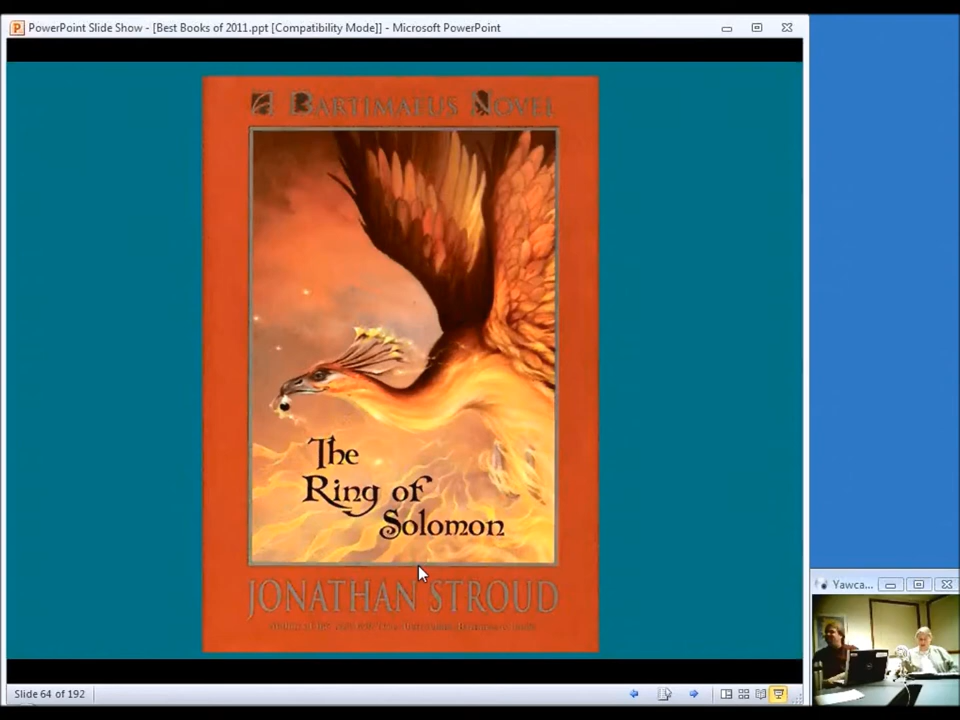 PowerPoint Slide Show - [Best Books of 2011.ppt [Compatibility Mode]] - Microsoft PowerPoint
A BARTIMAEUS NOVEL
The
Ring of
Solomon
JONATHAN STROUD
Yawca...
Slide 64 of 192